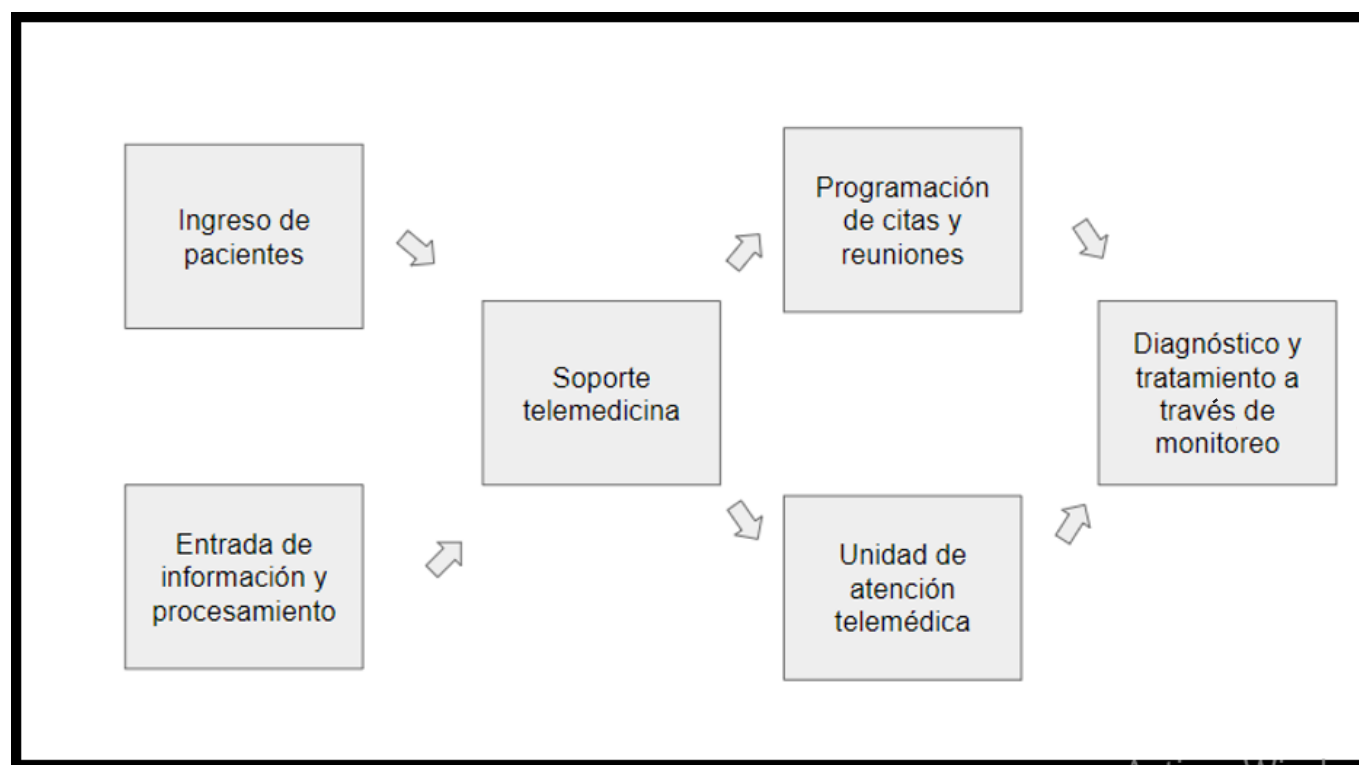 Ingreso de
pacientes
Entrada de
información y
procesamiento
Soporte
telemedicina
Programación
de citas y
reuniones
Unidad de
atención
telemédica
Diagnóstico y
tratamiento a
través de
monitoreo